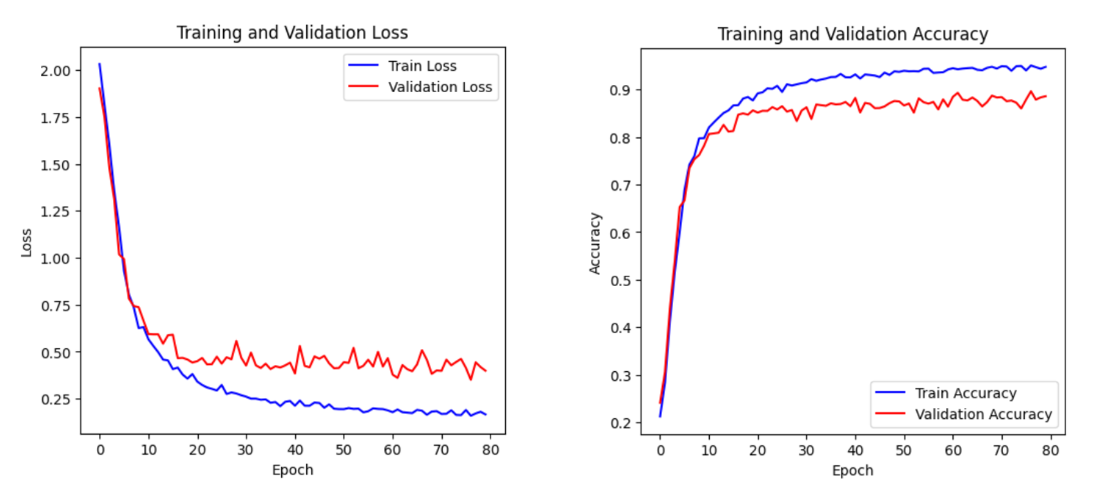 Training and Validation Loss
Train Loss
Validation Loss
2.00
1.75
1.50
1.25
1.00
0.75
0.50
0.25
Loss
0 10 20 30 40 50 60 70 80
Epoch
Training and Validation Accuracy
0.9
0.8
0.7
0.6
0.5
0.4
0.3
0.2
Accuracy
Train Accuracy
Validation Accuracy
0 10 20 30 40 50 60 70 80
Epoch